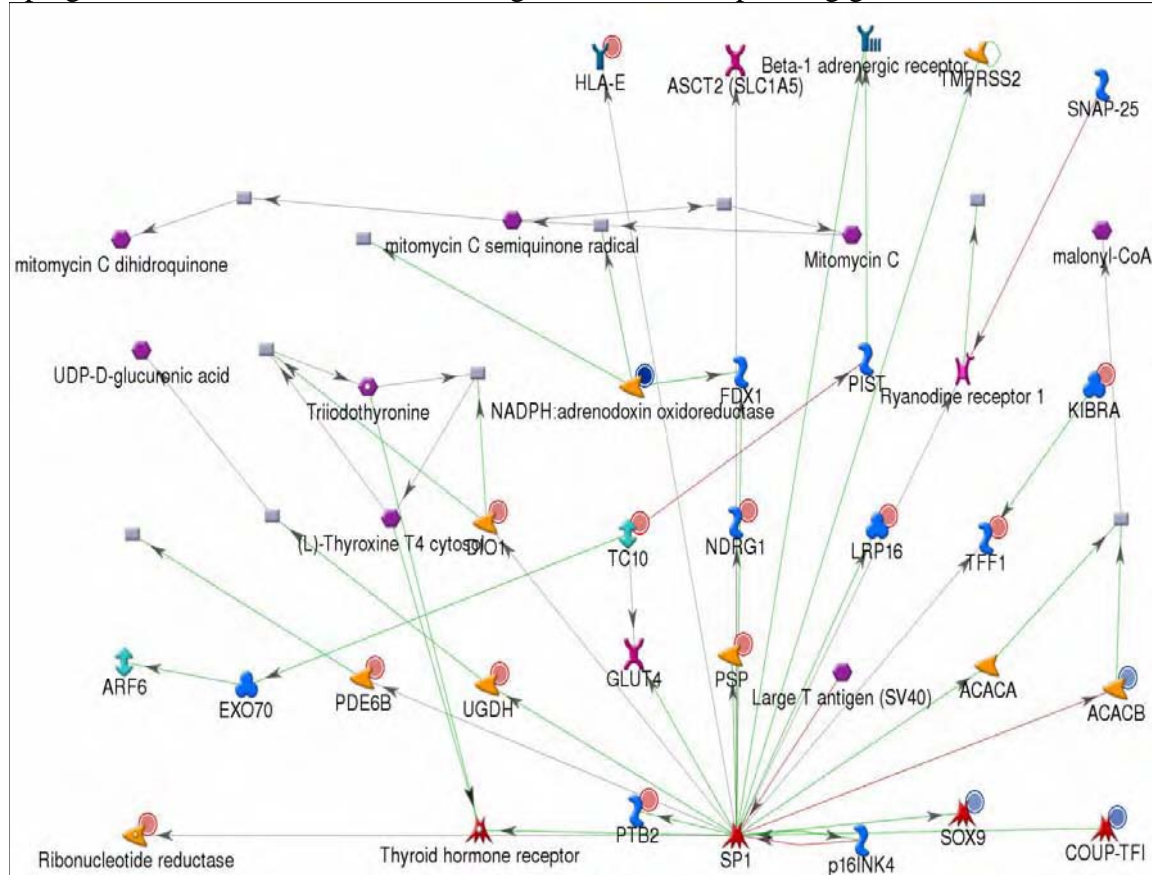 HLA-E
ASCT2 (SLC1A5)
Beta-1 adrenergic receptor
TMPRSS2
SNAP-25
mitomycin C dihidroquinone
mitomycin C semiquinone radical
Mitomycin C
malonyl-CoA
UDP-D-glucuronic acid
Triiodothyronine
NADPH:adrenodoxin oxidoreductase
FDX1
PIST
Ryanodine receptor 1
KIBRA
(L)-Thyroxine T4 cytosol
DIO1
TC10
NDRG1
LRP16
TFF1
ARF6
EXO70
PDE6B
UGDH
GLUT4
PSP
Large T antigen (SV40)
ACACA
ACACB
Ribonucleotide reductase
Thyroid hormone receptor
PTB2
SP1
p16INK4
SOX9
COUP-TFI